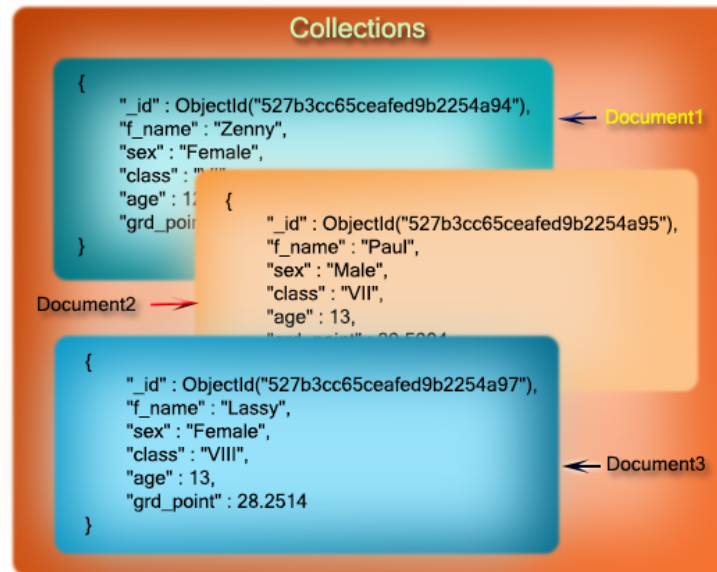 Collections
{
"_id" : ObjectId("527b3cc65ceafed9b2254a94"),
"f_name" : "Zenny",
"sex" : "Female",
"class" :
"age" : 12
}
Document1
{
"_id" : ObjectId("527b3cc65ceafed9b2254a95"),
"f_name" : "Paul",
"sex" : "Male",
"class" : "VII",
"age" : 13,
Document2
{
"_id" : ObjectId("527b3cc65ceafed9b2254a97"),
"f_name" : "Lassy",
"sex" : "Female",
"class" : "VIII",
"age" : 13,
"grd_point" : 28.2514
}
Document3